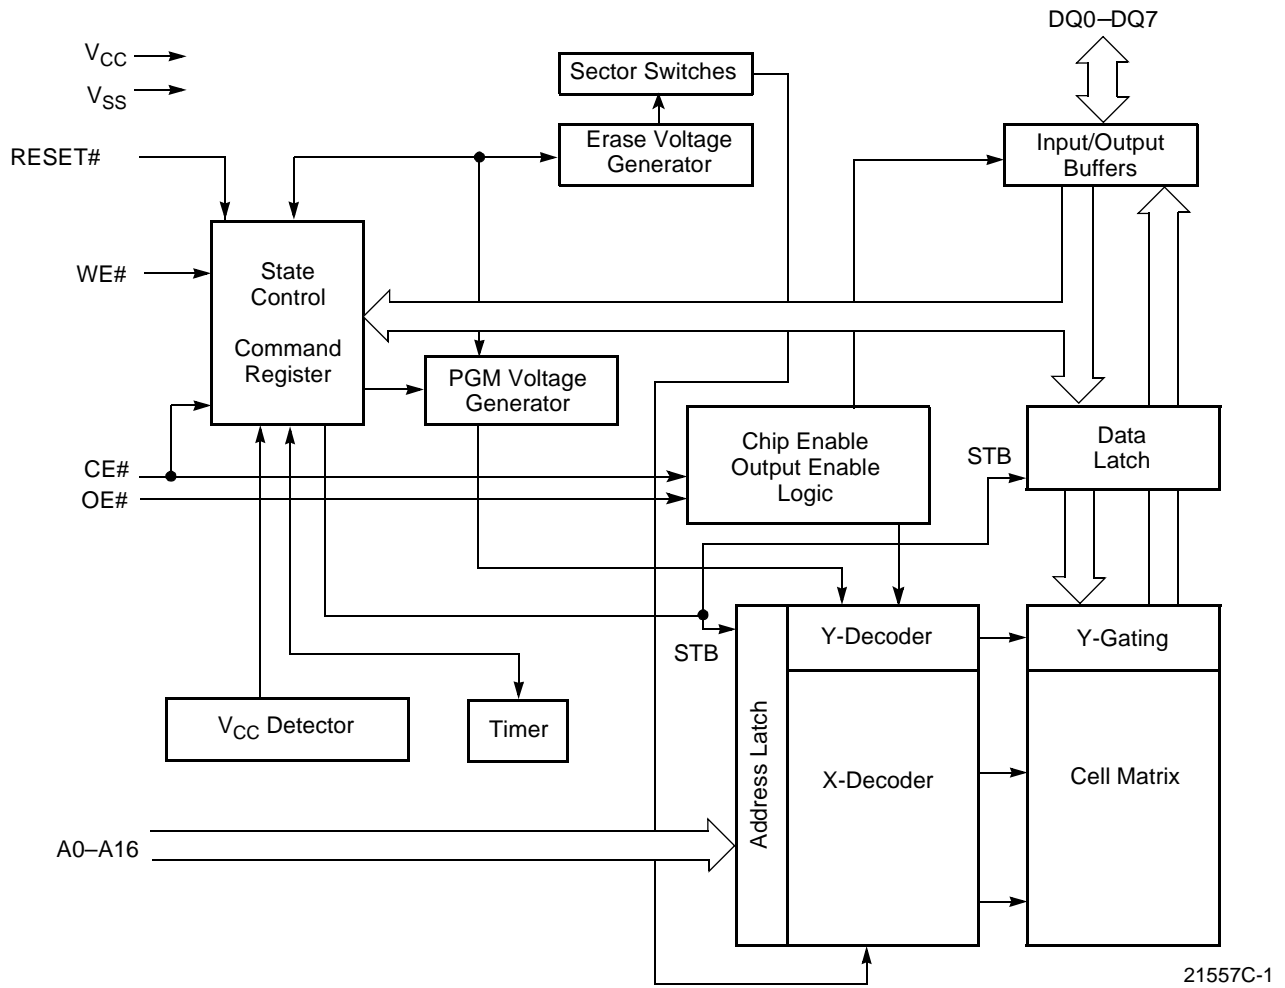 DQ0–DQ7
VCC
VSS
Sector Switches
Erase Voltage
Generator
Input/Output
Buffers
RESET#
WE#
State
Control
Command
Register
PGM Voltage
Generator
Chip Enable
Output Enable
Logic
STB
Data
Latch
CE#
OE#
STB
Y-Decoder
Y-Gating
VCC Detector
Timer
Address Latch
X-Decoder
Cell Matrix
A0–A16
21557C-1